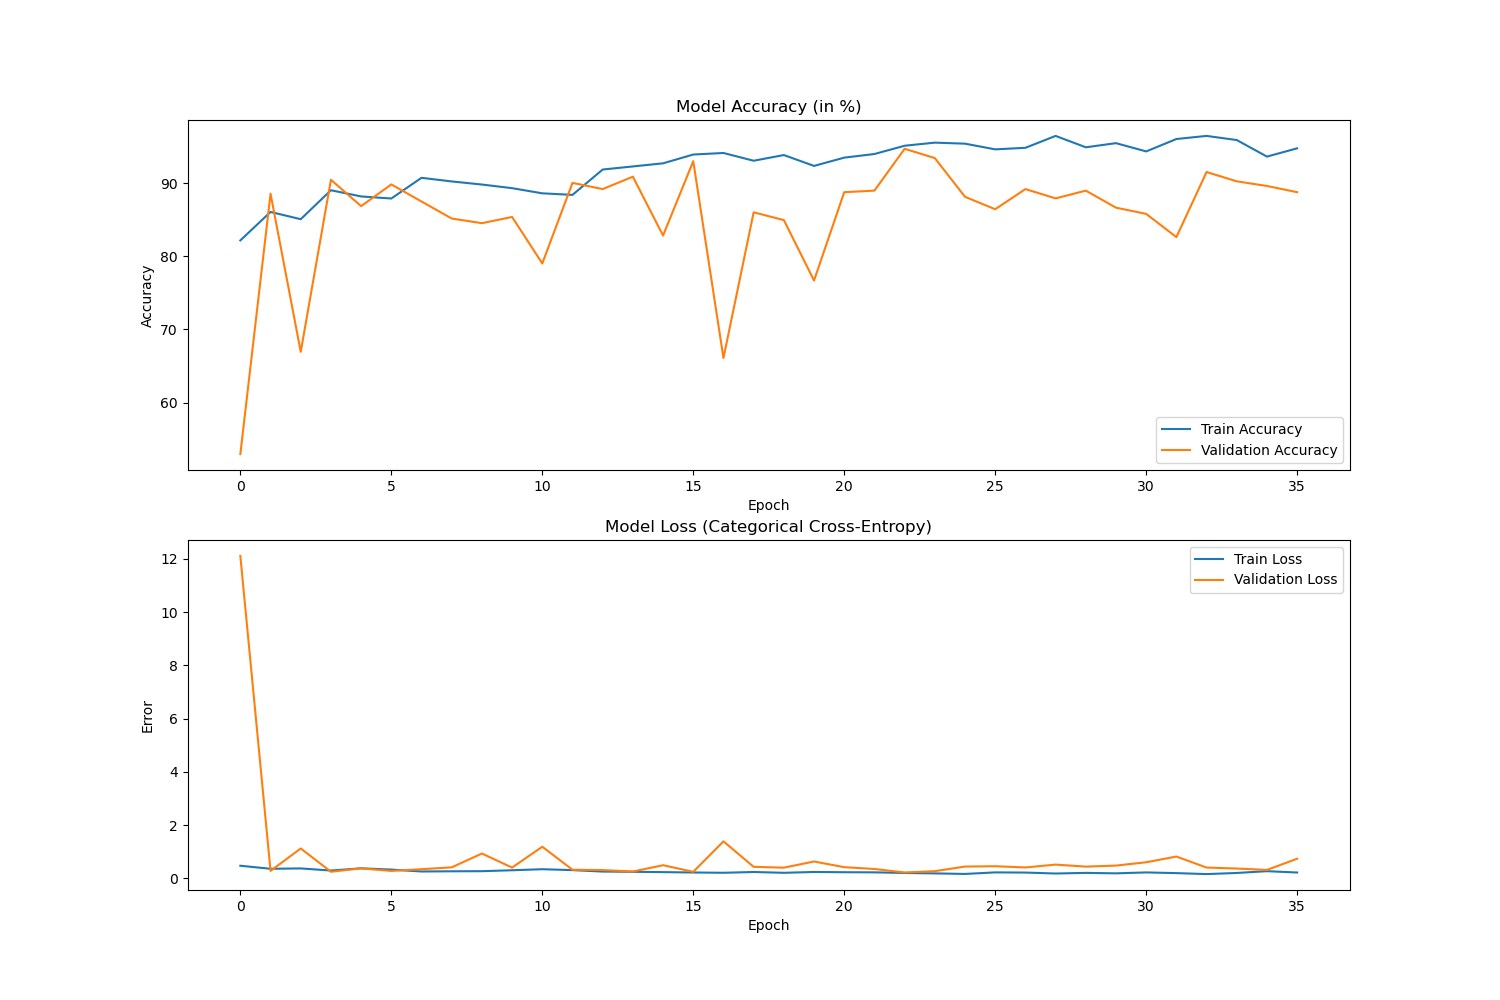 Model Accuracy (in %)
Accuracy
90
80
70
60
Train Accuracy
Validation Accuracy
0 5 10 15 20 25 30 35
Epoch
Model Loss (Categorical Cross-Entropy)
Error
12
10
8
6
4
2
0
Train Loss
Validation Loss
0 5 10 15 20 25 30 35
Epoch